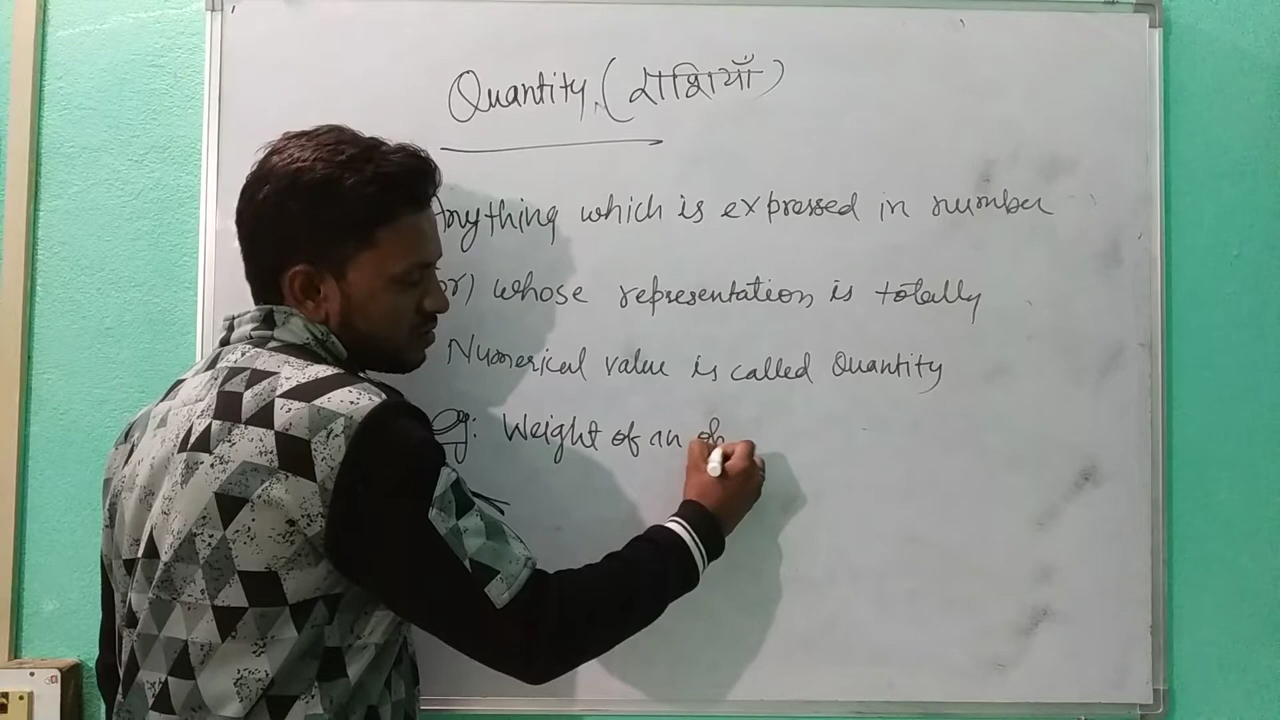 Quantity (राशियाँ)
Anything which is expressed in number
or) whose representation is totally
Numerical value is called Quantity
Eg: Weight of an ob